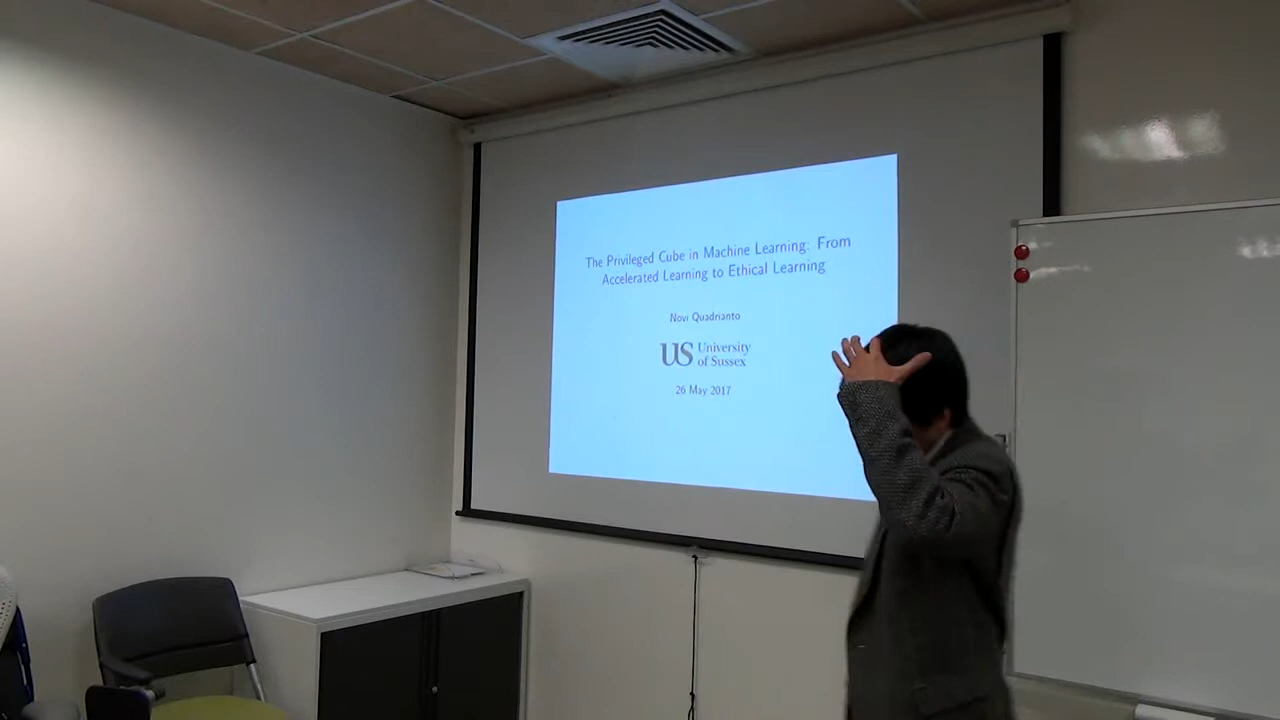 The Privileged Cube in Machine Learning: From
Accelerated Learning to Ethical Learning
Novi Quadrianto
US University
of Sussex
26 May 2017